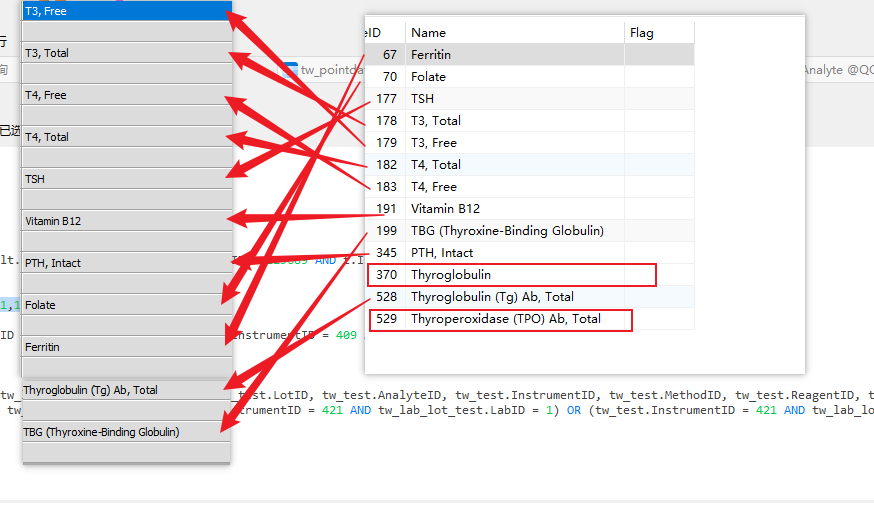 T3, Free
T3, Total
T4, Free
T4, Total
TSH
Vitamin B12
PTH, Intact
Folate
Ferritin
Thyroglobulin (Tg) Ab, Total
TBG (Thyroxine-Binding Globulin)
eID Name Flag
67 Ferritin
70 Folate
177 TSH
178 T3, Total
179 T3, Free
182 T4, Total
183 T4, Free
191 Vitamin B12
199 TBG (Thyroxine-Binding Globulin)
345 PTH, Intact
370 Thyroglobulin
528 Thyroglobulin (Tg) Ab, Total
529 Thyroperoxidase (TPO) Ab, Total
行
询
tw_pointda
Analyte @QC
已选
lt.
AND
1,1
ID
nstrumentID = 409
tw_
_test.LotID, tw_test.AnalyteID, tw_test.InstrumentID, tw_test.MethodID, tw_test.ReagentID, t
tw_
trumentID = 421 AND tw_lab_lot_test.LabID = 1) OR (tw_test.InstrumentID = 421 AND tw_lab_lo